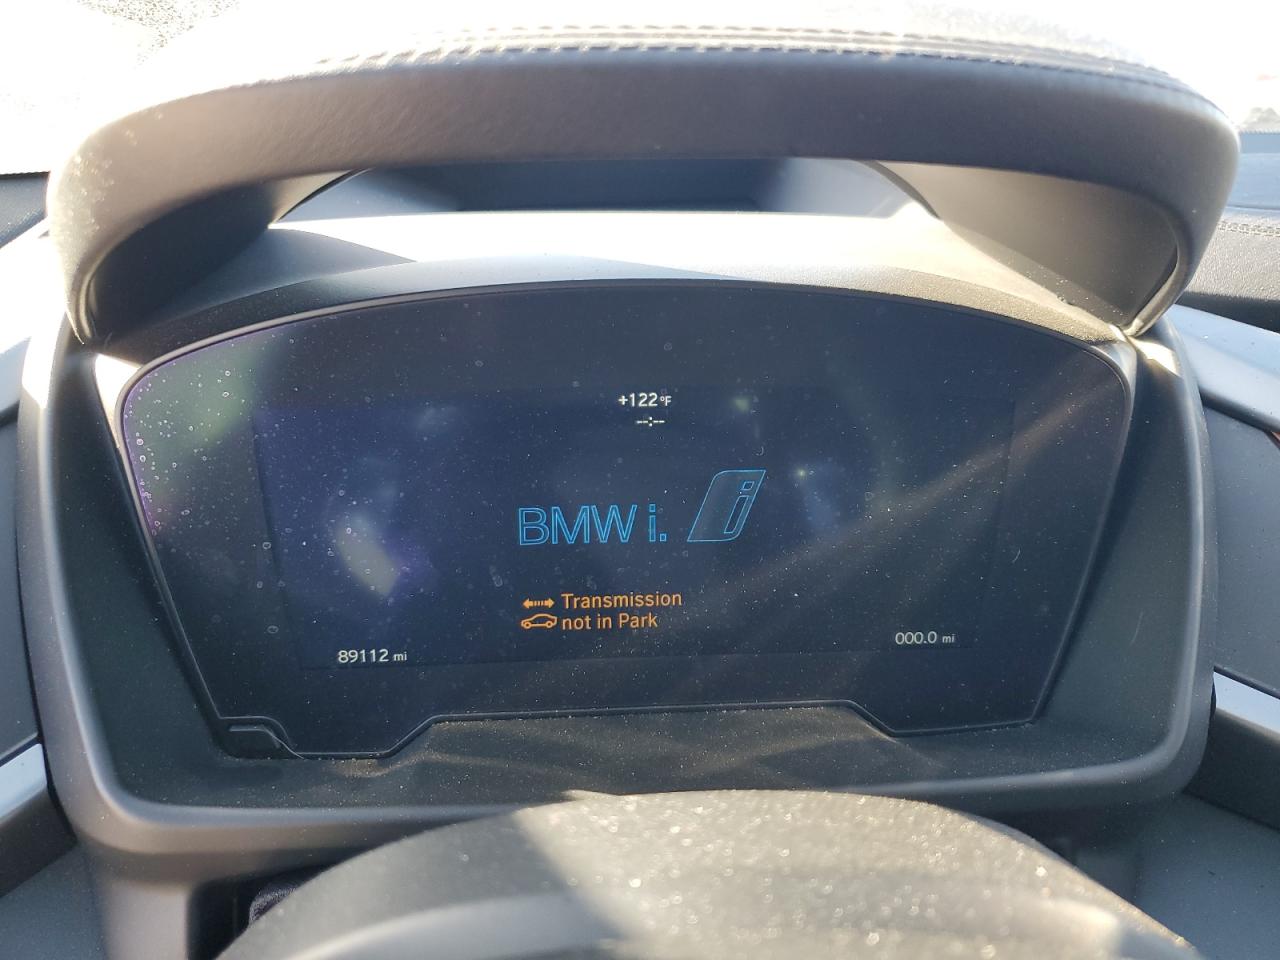 +122°F
--:--
BMW i. i
Transmission
not in Park
89112 mi
000.0 mi